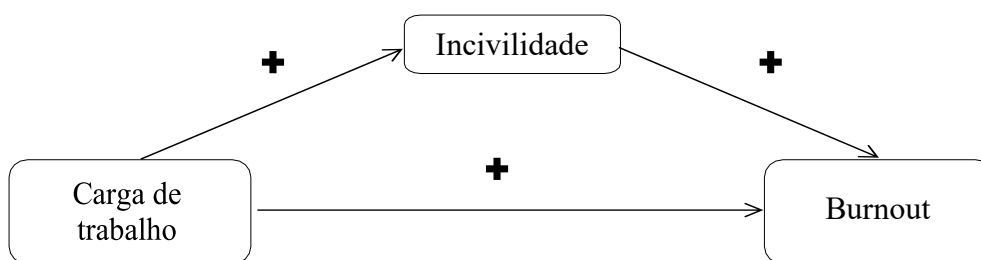 Incivilidade
+
+
+
Carga de
trabalho
Burnout